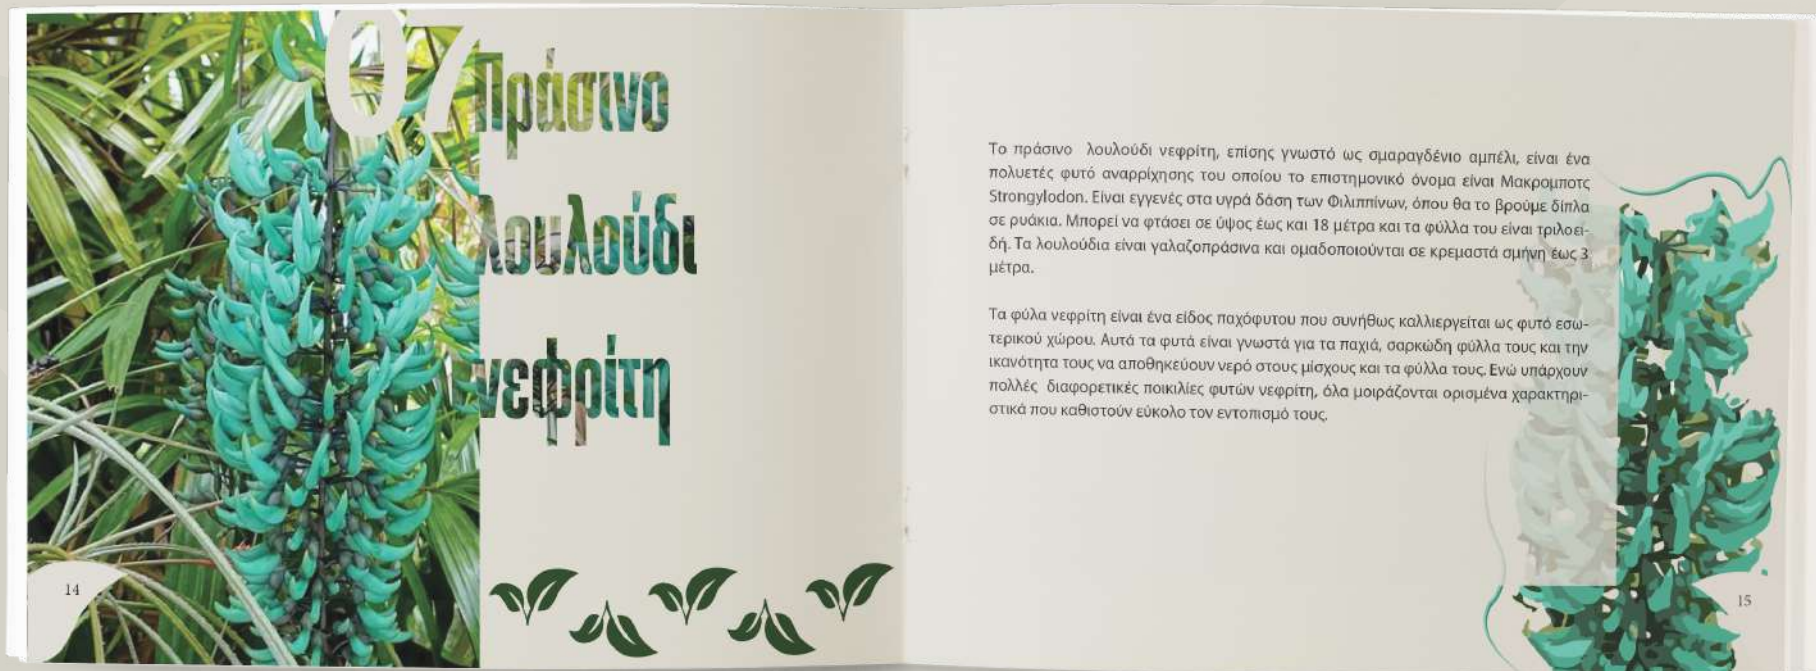 07
Πράσινο
λουλούδι
νεφρίτη
14
Το πράσινο λουλούδι νεφρίτη, επίσης γνωστό ως σμαραγδένιο αμπέλι, είναι ένα
πολυετές φυτό αναρρίχησης του οποίου το επιστημονικό όνομα είναι Μακρομποτς
Strongylodon. Είναι εγγενές στα υγρά δάση των Φιλιππίνων, όπου θα το βρούμε δίπλα
σε ρυάκια. Μπορεί να φτάσει σε ύψος έως και 18 μέτρα και τα φύλλα του είναι τριλοει-
δή. Τα λουλούδια είναι γαλαζοπράσινα και ομαδοποιούνται σε κρεμαστά σμήνη έως 3
μέτρα.
Τα φύλα νεφρίτη είναι ένα είδος παχόφυτου που συνήθως καλλιεργείται ως φυτό εσω-
τερικού χώρου. Αυτά τα φυτά είναι γνωστά για τα παχιά, σαρκώδη φύλλα τους και την
ικανότητα τους να αποθηκεύουν νερό στους μίσχους και τα φύλλα τους. Ενώ υπάρχουν
πολλές διαφορετικές ποικιλίες φυτών νεφρίτη, όλα μοιράζονται ορισμένα χαρακτηρι-
στικά που καθιστούν εύκολο τον εντοπισμό τους.
15